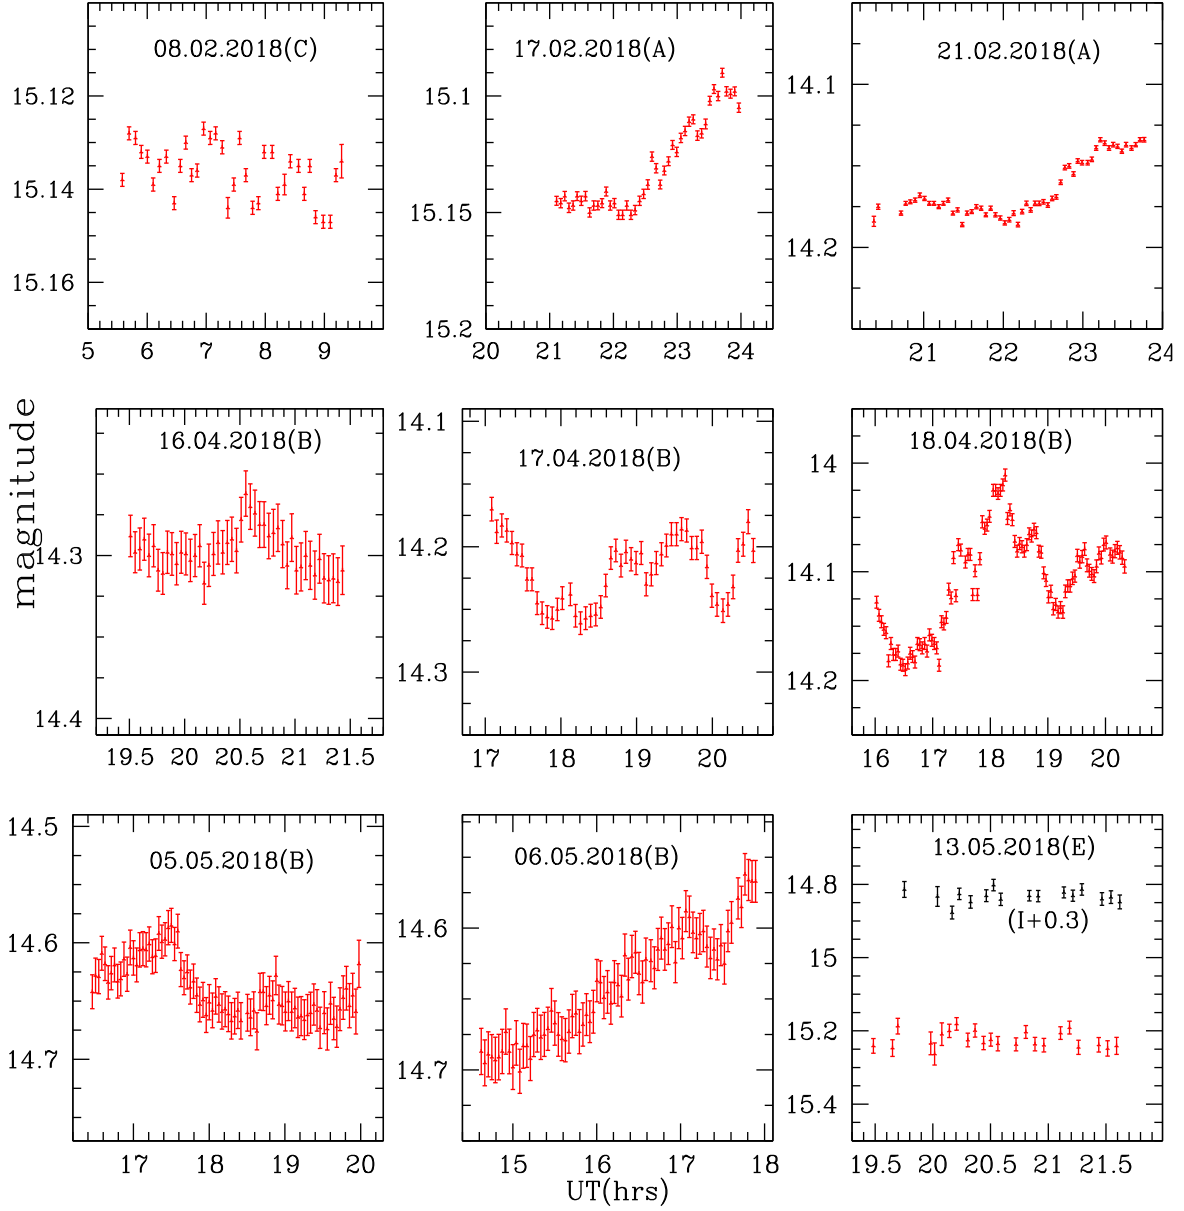 08.02.2018(C)
15.12
15.14
15.16
5 6 7 8 9
17.02.2018(A)
15.1
15.15
15.2
20 21 22 23 24
21.02.2018(A)
14.1
14.2
21 22 23 24
magnitude
16.04.2018(B)
14.3
14.4
19.5 20 20.5 21 21.5
17.04.2018(B)
14.1
14.2
14.3
17 18 19 20
18.04.2018(B)
14
14.1
14.2
16 17 18 19 20
05.05.2018(B)
14.5
14.6
14.7
17 18 19 20
06.05.2018(B)
14.6
14.7
15 16 17 18
13.05.2018(E)
14.8
(I+0.3)
15
15.2
15.4
19.5 20 20.5 21 21.5
UT(hrs)